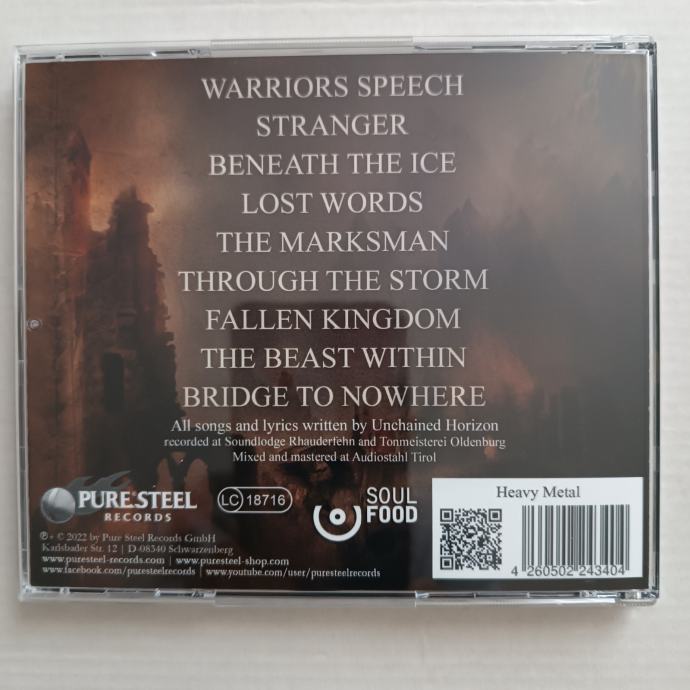 WARRIORS SPEECH
STRANGER
BENEATH THE ICE
LOST WORDS
THE MARKSMAN
THROUGH THE STORM
FALLEN KINGDOM
THE BEAST WITHIN
BRIDGE TO NOWHERE
All songs and lyrics written by Unchained Horizon
recorded at Soundlodge Rhauderfehn and Tonmeisterei Oldenburg
Mixed and mastered at Audiostahl Tirol
PURE STEEL
RECORDS
LC 18716
SOUL
FOOD
Heavy Metal
4 260502 243404
℗+ © 2022 by Pure Steel Records GmbH
Karlsbader Str. 12 | D-08340 Schwarzenberg
www.puresteel-records.com | www.puresteel-shop.com
www.facebook.com/puresteelrecords | www.youtube.com/user/puresteelrecords